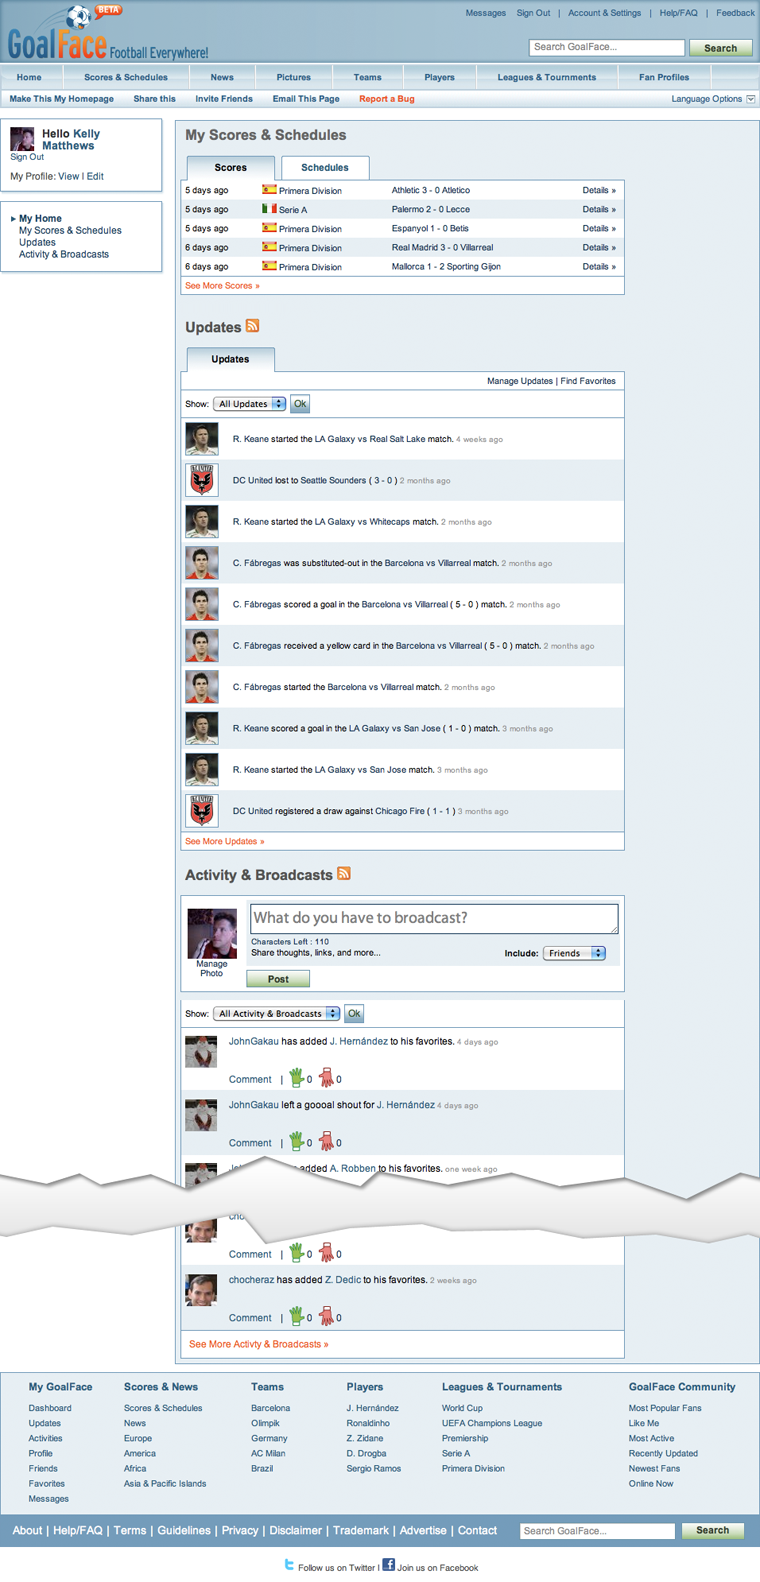 Messages Sign Out | Account & Settings | Help/FAQ | Feedback
BETA
GoalFace Football Everywhere!
Search GoalFace... Search
Home Scores & Schedules News Pictures Teams Players Leagues & Tournments Fan Profiles
Make This My Homepage Share this Invite Friends Email This Page Report a Bug Language Options
Hello Kelly
Matthews
Sign Out
My Profile: View | Edit
My Home
My Scores & Schedules
Updates
Activity & Broadcasts
My Scores & Schedules
Scores Schedules
5 days ago Primera Division Athletic 3 - 0 Atletico Details »
5 days ago Serie A Palermo 2 - 0 Lecce Details »
5 days ago Primera Division Espanyol 1 - 0 Betis Details »
6 days ago Primera Division Real Madrid 3 - 0 Villarreal Details »
6 days ago Primera Division Mallorca 1 - 2 Sporting Gijon Details »
See More Scores »
Updates
Updates
Manage Updates | Find Favorites
Show: All Updates Ok
R. Keane started the LA Galaxy vs Real Salt Lake match. 4 weeks ago
DC United lost to Seattle Sounders ( 3 - 0 ) 2 months ago
R. Keane started the LA Galaxy vs Whitecaps match. 2 months ago
C. Fábregas was substituted-out in the Barcelona vs Villarreal match. 2 months ago
C. Fábregas scored a goal in the Barcelona vs Villarreal ( 5 - 0 ) match. 2 months ago
C. Fábregas received a yellow card in the Barcelona vs Villarreal ( 5 - 0 ) match. 2 months ago
C. Fábregas started the Barcelona vs Villarreal match. 2 months ago
R. Keane scored a goal in the LA Galaxy vs San Jose ( 1 - 0 ) match. 3 months ago
R. Keane started the LA Galaxy vs San Jose match. 3 months ago
DC United registered a draw against Chicago Fire ( 1 - 1 ) 3 months ago
See More Updates »
Activity & Broadcasts
What do you have to broadcast?
Characters Left : 110
Share thoughts, links, and more... Include: Friends
Manage
Photo
Post
Show: All Activity & Broadcasts Ok
JohnGakau has added J. Hernández to his favorites. 4 days ago
Comment | 0 0
JohnGakau left a goooal shout for J. Hernández 4 days ago
Comment | 0 0
added A. Robben to his favorites. one week ago
Comment | 0 0
chocheraz has added Z. Dedic to his favorites. 2 weeks ago
Comment | 0 0
See More Activty & Broadcasts »
My GoalFace Scores & News Teams Players Leagues & Tournaments GoalFace Community
Dashboard Scores & Schedules Barcelona J. Hernández World Cup Most Popular Fans
Updates News Olimpik Ronaldinho UEFA Champions League Like Me
Activities Europe Germany Z. Zidane Premiership Most Active
Profile America AC Milan D. Drogba Serie A Recently Updated
Friends Africa Brazil Sergio Ramos Primera Division Newest Fans
Favorites Asia & Pacific Islands Online Now
Messages
About | Help/FAQ | Terms | Guidelines | Privacy | Disclaimer | Trademark | Advertise | Contact Search GoalFace... Search
Follow us on Twitter | Join us on Facebook